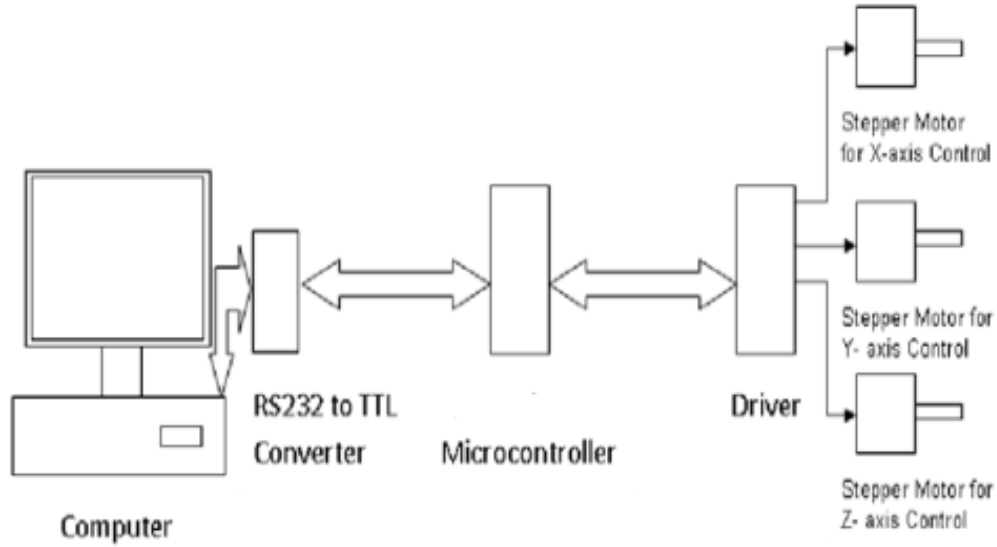 Stepper Motor
for X-axis Control
Stepper Motor for
Y- axis Control
RS232 to TTL
Converter
Microcontroller
Driver
Stepper Motor for
Z- axis Control
Computer